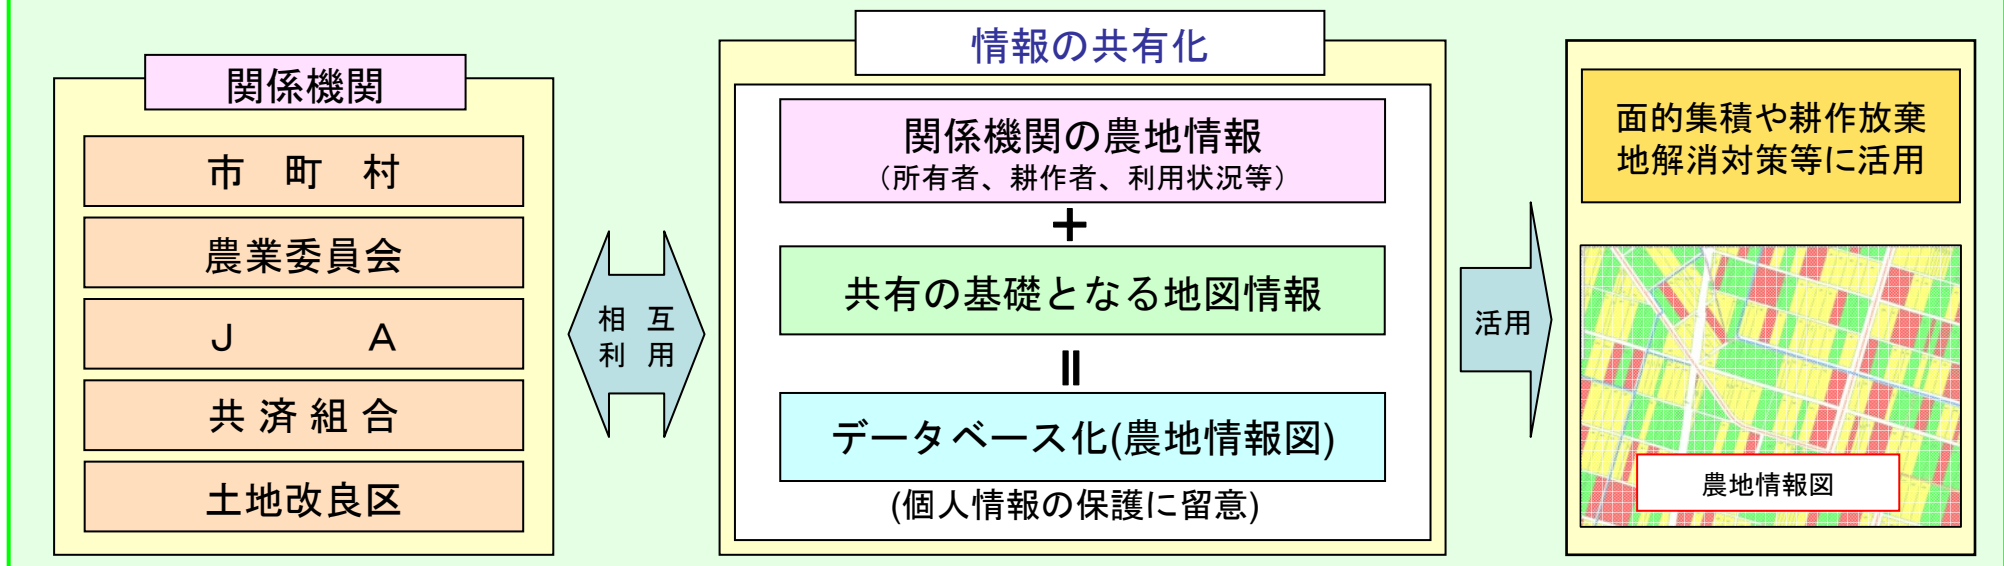 関係機関
市　町　村
農業委員会
Ｊ　　　Ａ
共 済 組 合
土地改良区
相　互
利　用
情報の共有化
関係機関の農地情報
（所有者、耕作者、利用状況等）
＋
共有の基礎となる地図情報
＝
データベース化(農地情報図)
(個人情報の保護に留意)
活用
面的集積や耕作放棄
地解消対策等に活用
農地情報図